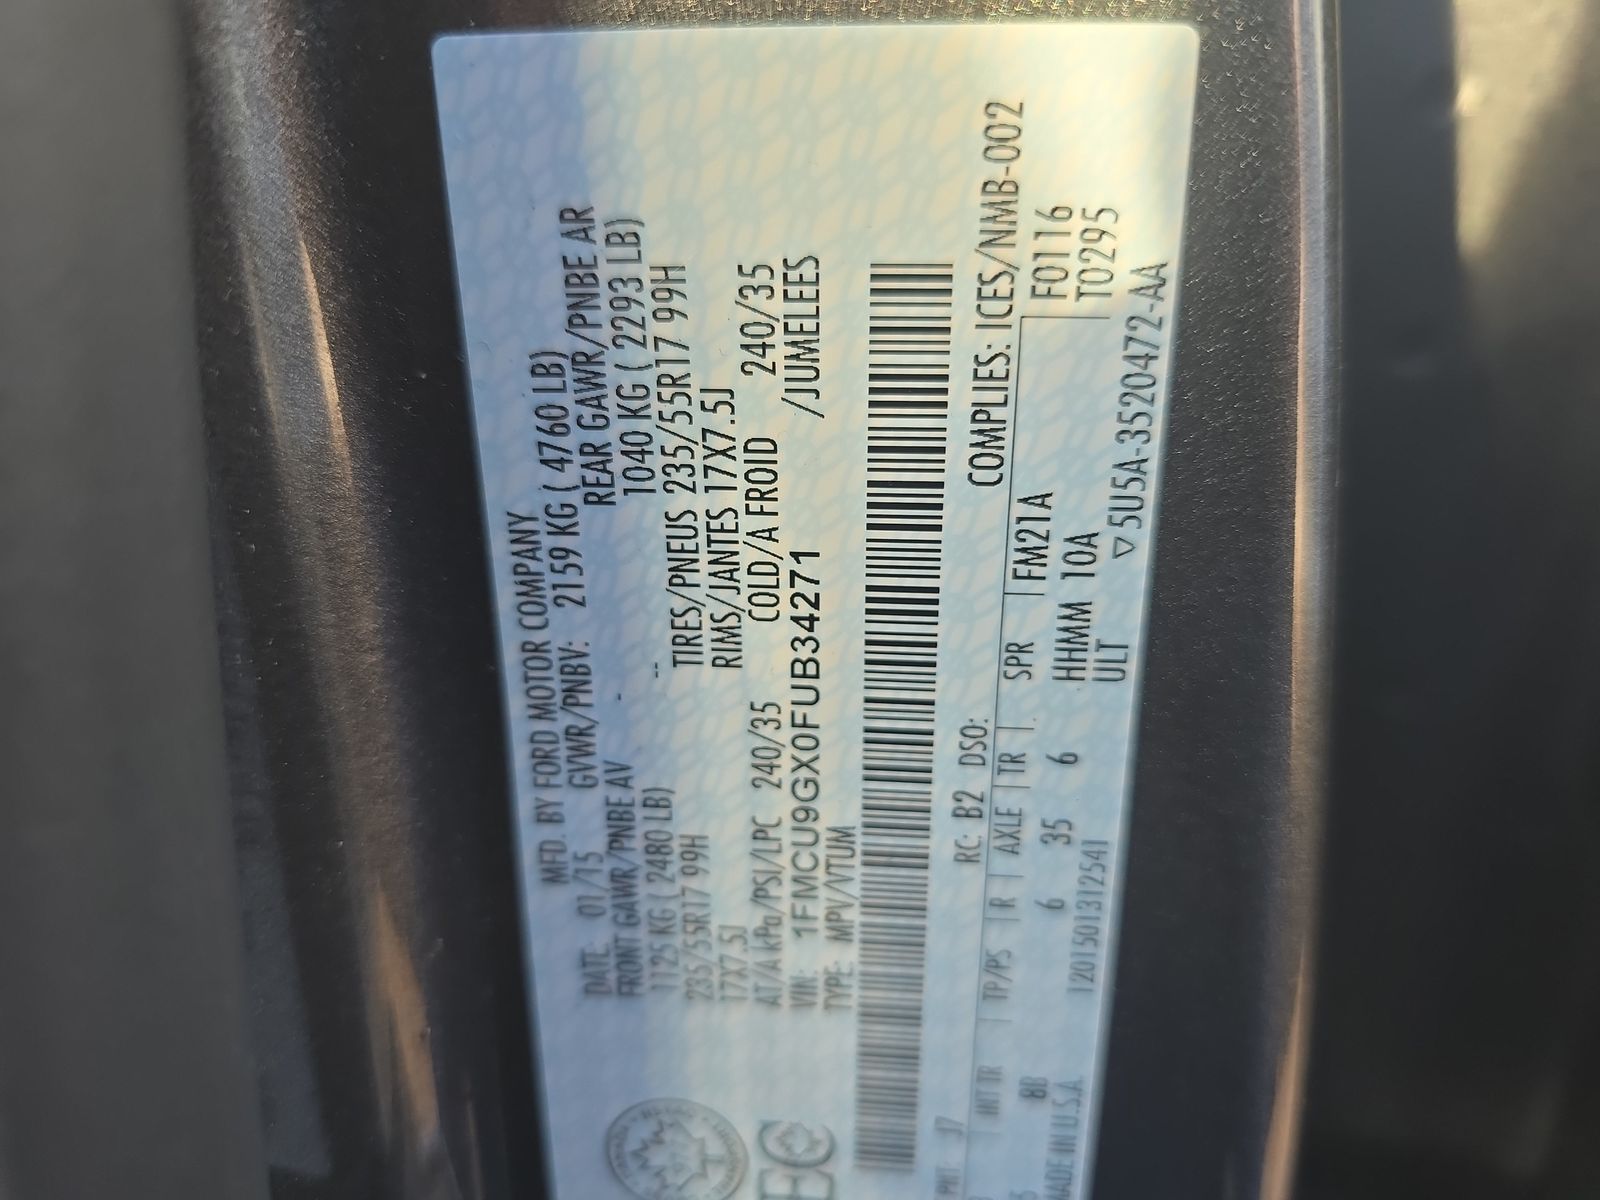 MFD. BY FORD MOTOR COMPANY
DATE: 01/15 GVWR/PNBV: 2159 KG ( 4760 LB)
FRONT GAWR/PNBE AV - REAR GAWR/PNBE AR
1125 KG ( 2480 LB) -- 1040 KG ( 2293 LB)
235/55R17 99H TIRES/PNEUS 235/55R17 99H
17X7.5J RIMS/JANTES 17X7.5J
AT/A kPa/PSI/LPC 240/35 COLD/A FROID 240/35
VIN: 1FMCU9GX0FUB34271 /JUMELEES
TYPE: MPV/VTUM
PNT: J7 RC: B2 DSO: COMPLIES: ICES/NMB-002
INT TR | TP/PS | R | AXLE | TR | SPR | FM21A F0116
8B 6 35 6 HHMM 10A T0295
MADE IN U.S.A. 1201501312541 ULT ▽ 5U5A-3520472-AA